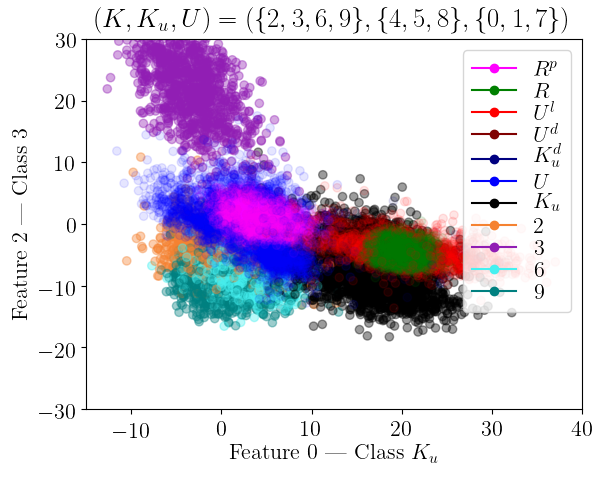 (K, K_u, U) = ({2, 3, 6, 9}, {4, 5, 8}, {0, 1, 7})
30
20
10
0
−10
−20
−30
Feature 2 — Class 3
R^p
R
U^l
U^d
K_u^d
U
K_u
2
3
6
9
−10
0
10
20
30
40
Feature 0 — Class K_u